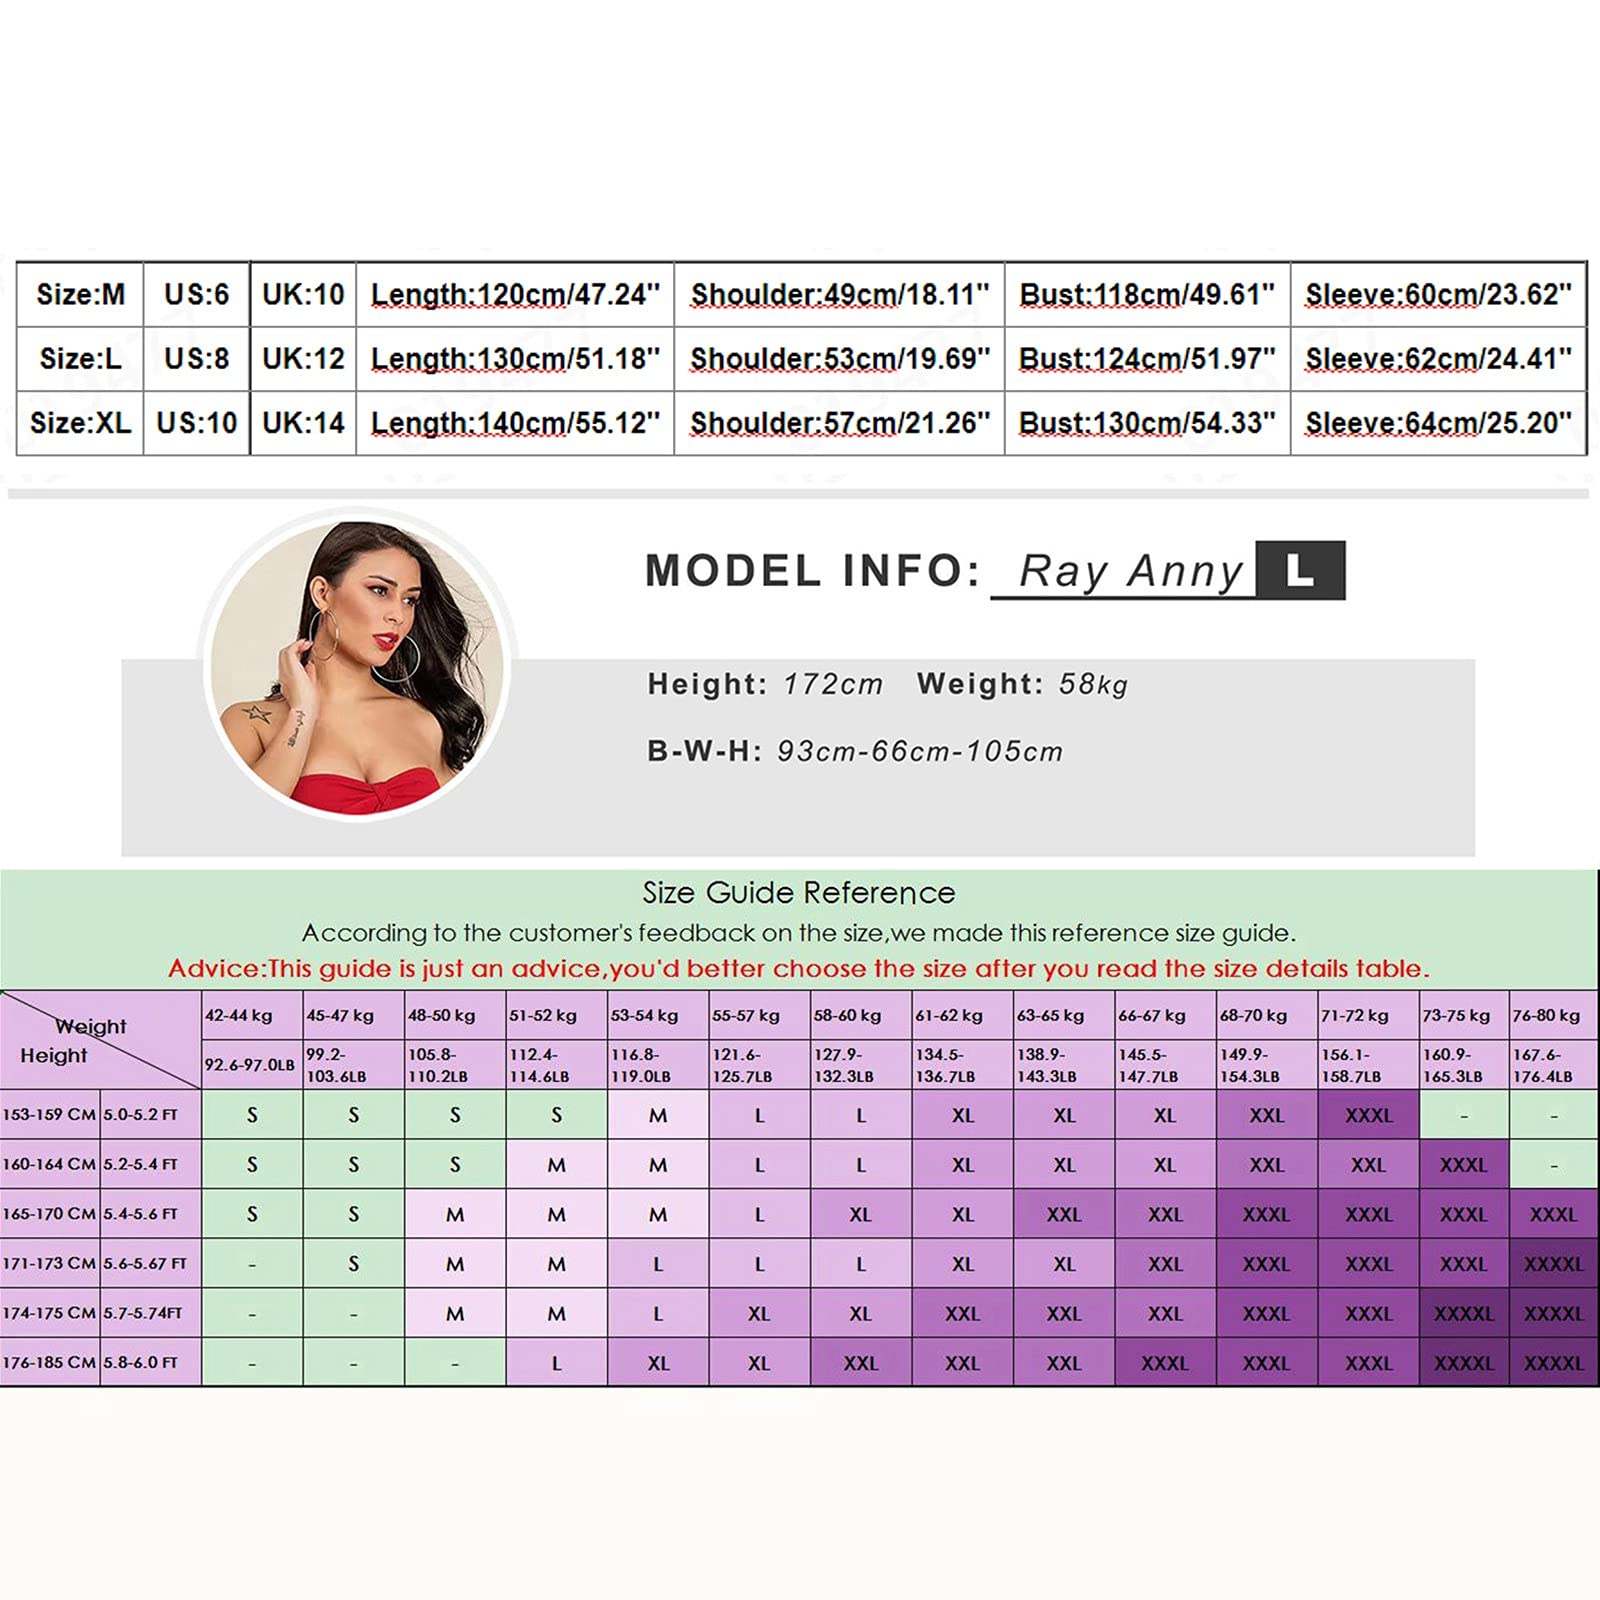 Size:M US:6 UK:10 Length:120cm/47.24'' Shoulder:49cm/18.11'' Bust:118cm/49.61'' Sleeve:60cm/23.62''
Size:L US:8 UK:12 Length:130cm/51.18'' Shoulder:53cm/19.69'' Bust:124cm/51.97'' Sleeve:62cm/24.41''
Size:XL US:10 UK:14 Length:140cm/55.12'' Shoulder:57cm/21.26'' Bust:130cm/54.33'' Sleeve:64cm/25.20''
MODEL INFO: Ray Anny L
Height: 172cm Weight: 58kg
B-W-H: 93cm-66cm-105cm
Size Guide Reference
According to the customer's feedback on the size,we made this reference size guide.
Advice:This guide is just an advice,you'd better choose the size after you read the size details table.
Weight 42-44 kg 45-47 kg 48-50 kg 51-52 kg 53-54 kg 55-57 kg 58-60 kg 61-62 kg 63-65 kg 66-67 kg 68-70 kg 71-72 kg 73-75 kg 76-80 kg
Height 92.6-97.0LB 99.2-103.6LB 105.8-110.2LB 112.4-114.6LB 116.8-119.0LB 121.6-125.7LB 127.9-132.3LB 134.5-136.7LB 138.9-143.3LB 145.5-147.7LB 149.9-154.3LB 156.1-158.7LB 160.9-165.3LB 167.6-176.4LB
153-159 CM 5.0-5.2 FT S S S S M L L XL XL XL XXL XXXL - -
160-164 CM 5.2-5.4 FT S S S M M L L XL XL XL XXL XXL XXXL -
165-170 CM 5.4-5.6 FT S S M M M L XL XL XXL XXL XXXL XXXL XXXL XXXL
171-173 CM 5.6-5.67 FT - S M M L L L XL XL XXL XXXL XXXL XXXL XXXXL
174-175 CM 5.7-5.74FT - - M M L XL XL XXL XXL XXL XXXL XXXL XXXXL XXXXL
176-185 CM 5.8-6.0 FT - - - L XL XL XXL XXL XXL XXXL XXXL XXXL XXXXL XXXXL